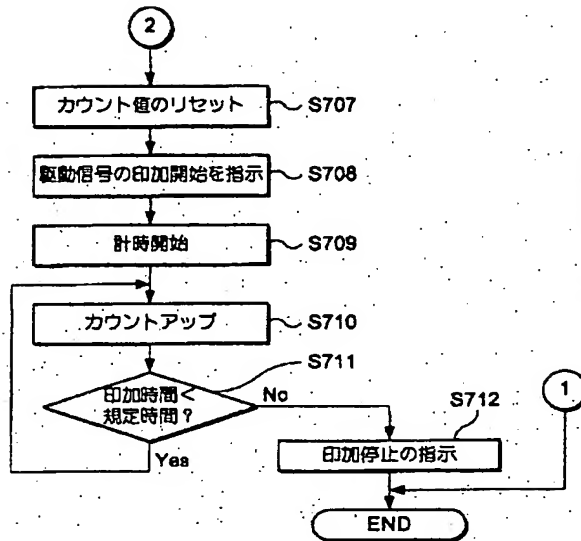 2
カウント値のリセット
S707
駆動信号の印加開始を指示
S708
計時開始
S709
カウントアップ
S710
S711
印加時間<
規定時間?
No
Yes
1
S712
印加停止の指示
END